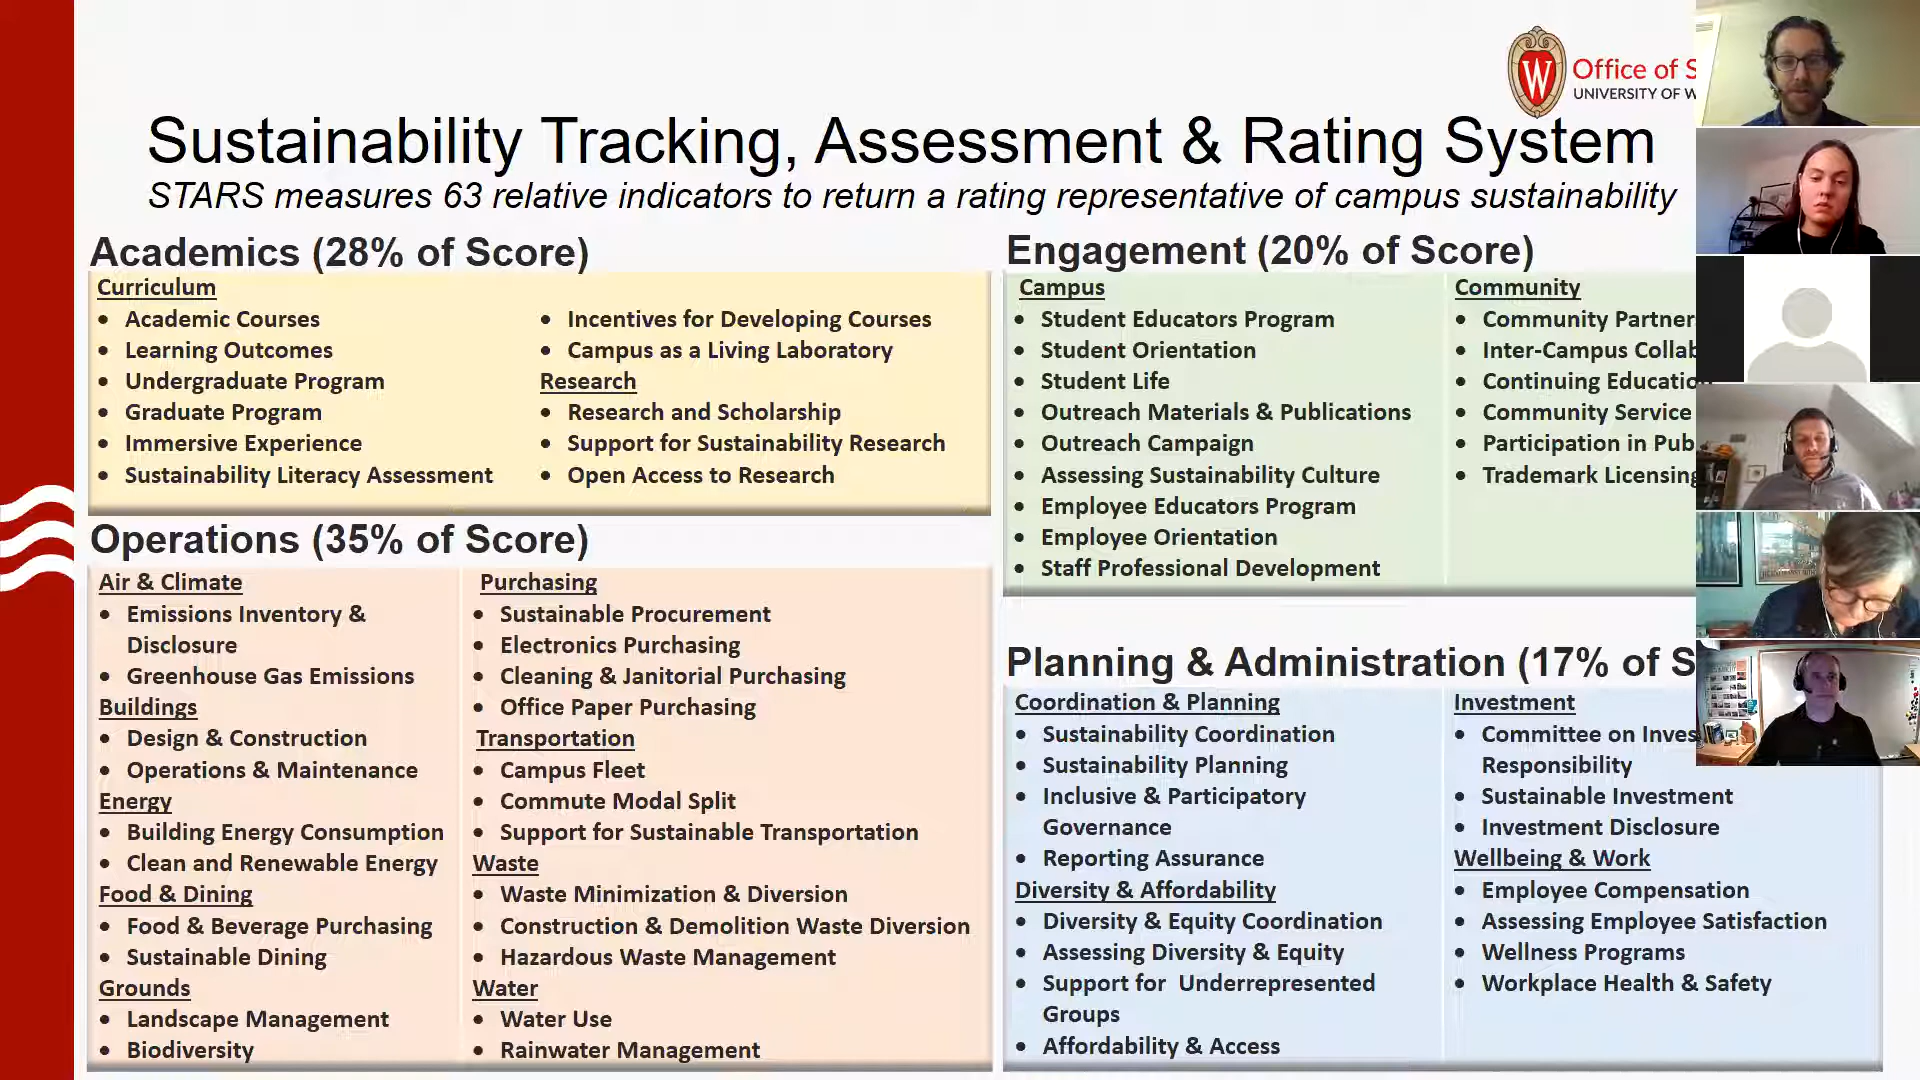 Office of
UNIVERSITY OF
Sustainability Tracking, Assessment & Rating System
STARS measures 63 relative indicators to return a rating representative of campus sustainability
Academics (28% of Score)
Curriculum
• Academic Courses
• Learning Outcomes
• Undergraduate Program
• Graduate Program
• Immersive Experience
• Sustainability Literacy Assessment
• Incentives for Developing Courses
• Campus as a Living Laboratory
Research
• Research and Scholarship
• Support for Sustainability Research
• Open Access to Research
Engagement (20% of Score)
Campus
• Student Educators Program
• Student Orientation
• Student Life
• Outreach Materials & Publications
• Outreach Campaign
• Assessing Sustainability Culture
• Employee Educators Program
• Employee Orientation
• Staff Professional Development
Community
• Community
• Inter-Campus
• Continuing
• Community Service
• Participation in
• Trademark Licensing
Operations (35% of Score)
Air & Climate
• Emissions Inventory &
Disclosure
• Greenhouse Gas Emissions
Buildings
• Design & Construction
• Operations & Maintenance
Energy
• Building Energy Consumption
• Clean and Renewable Energy
Food & Dining
• Food & Beverage Purchasing
• Sustainable Dining
Grounds
• Landscape Management
• Biodiversity
Purchasing
• Sustainable Procurement
• Electronics Purchasing
• Cleaning & Janitorial Purchasing
• Office Paper Purchasing
Transportation
• Campus Fleet
• Commute Modal Split
• Support for Sustainable Transportation
Waste
• Waste Minimization & Diversion
• Construction & Demolition Waste Diversion
• Hazardous Waste Management
Water
• Water Use
• Rainwater Management
Planning & Administration (17% of
Coordination & Planning
• Sustainability Coordination
• Sustainability Planning
• Inclusive & Participatory
Governance
• Reporting Assurance
Diversity & Affordability
• Diversity & Equity Coordination
• Assessing Diversity & Equity
• Support for Underrepresented
Groups
• Affordability & Access
Investment
• Committee on
Responsibility
• Sustainable Investment
• Investment Disclosure
Wellbeing & Work
• Employee Compensation
• Assessing Employee Satisfaction
• Wellness Programs
• Workplace Health & Safety